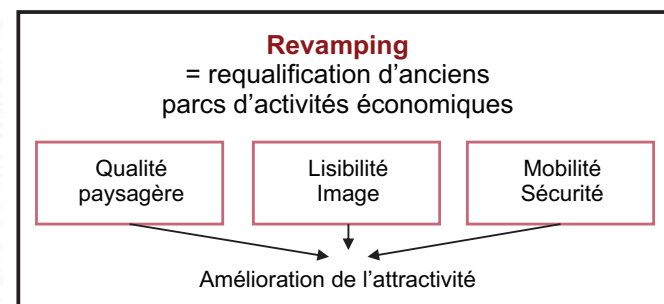 Revamping
= requalification d’anciens
parcs d’activités économiques
Qualité
paysagère
Lisibilité
Image
Mobilité
Sécurité
Amélioration de l’attractivité